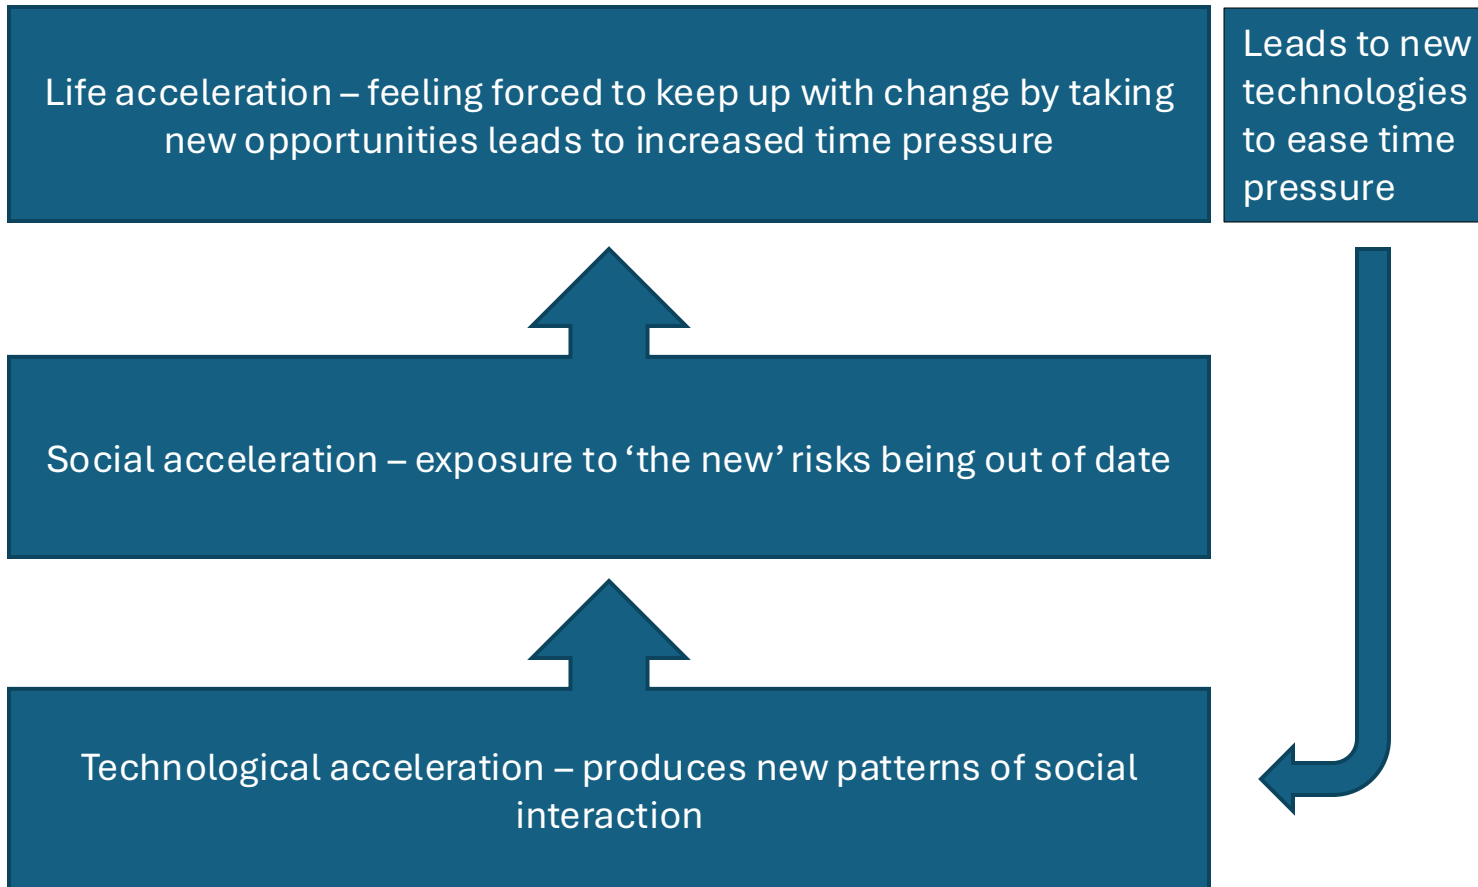 Life acceleration – feeling forced to keep up with change by taking
new opportunities leads to increased time pressure
Leads to new
technologies
to ease time
pressure
Social acceleration – exposure to ‘the new’ risks being out of date
Technological acceleration – produces new patterns of social
interaction